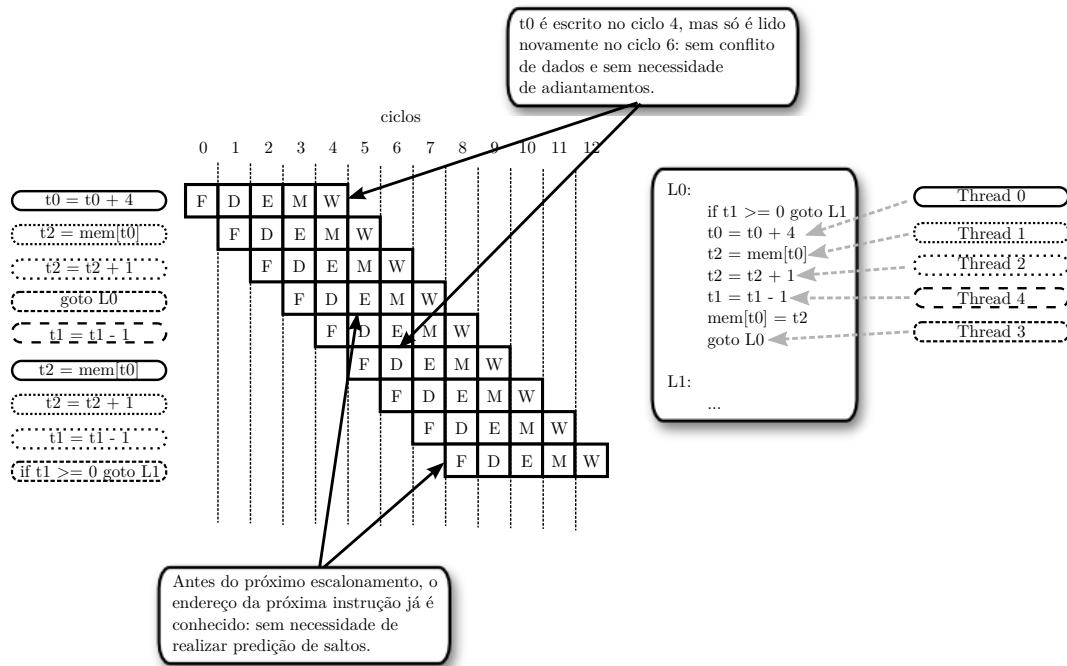 t0 é escrito no ciclo 4, mas só é lido
novamente no ciclo 6: sem conflito
de dados e sem necessidade
de adiantamentos.
ciclos
0 1 2 3 4 5 6 7 8 9 10 11 12
t0 = t0 + 4
F D E M W
t2 = mem[t0]
F D E M W
t2 = t2 + 1
F D E M W
goto L0
F D E M W
t1 = t1 - 1
F D E M W
t2 = mem[t0]
F D E M W
t2 = t2 + 1
F D E M W
t1 = t1 - 1
F D E M W
if t1 >= 0 goto L1
F D E M W
L0:
if t1 >= 0 goto L1
t0 = t0 + 4
t2 = mem[t0]
t2 = t2 + 1
t1 = t1 - 1
mem[t0] = t2
goto L0
L1:
...
Thread 0
Thread 1
Thread 2
Thread 4
Thread 3
Antes do próximo escalonamento, o
endereço da próxima instrução já é
conhecido: sem necessidade de
realizar predição de saltos.